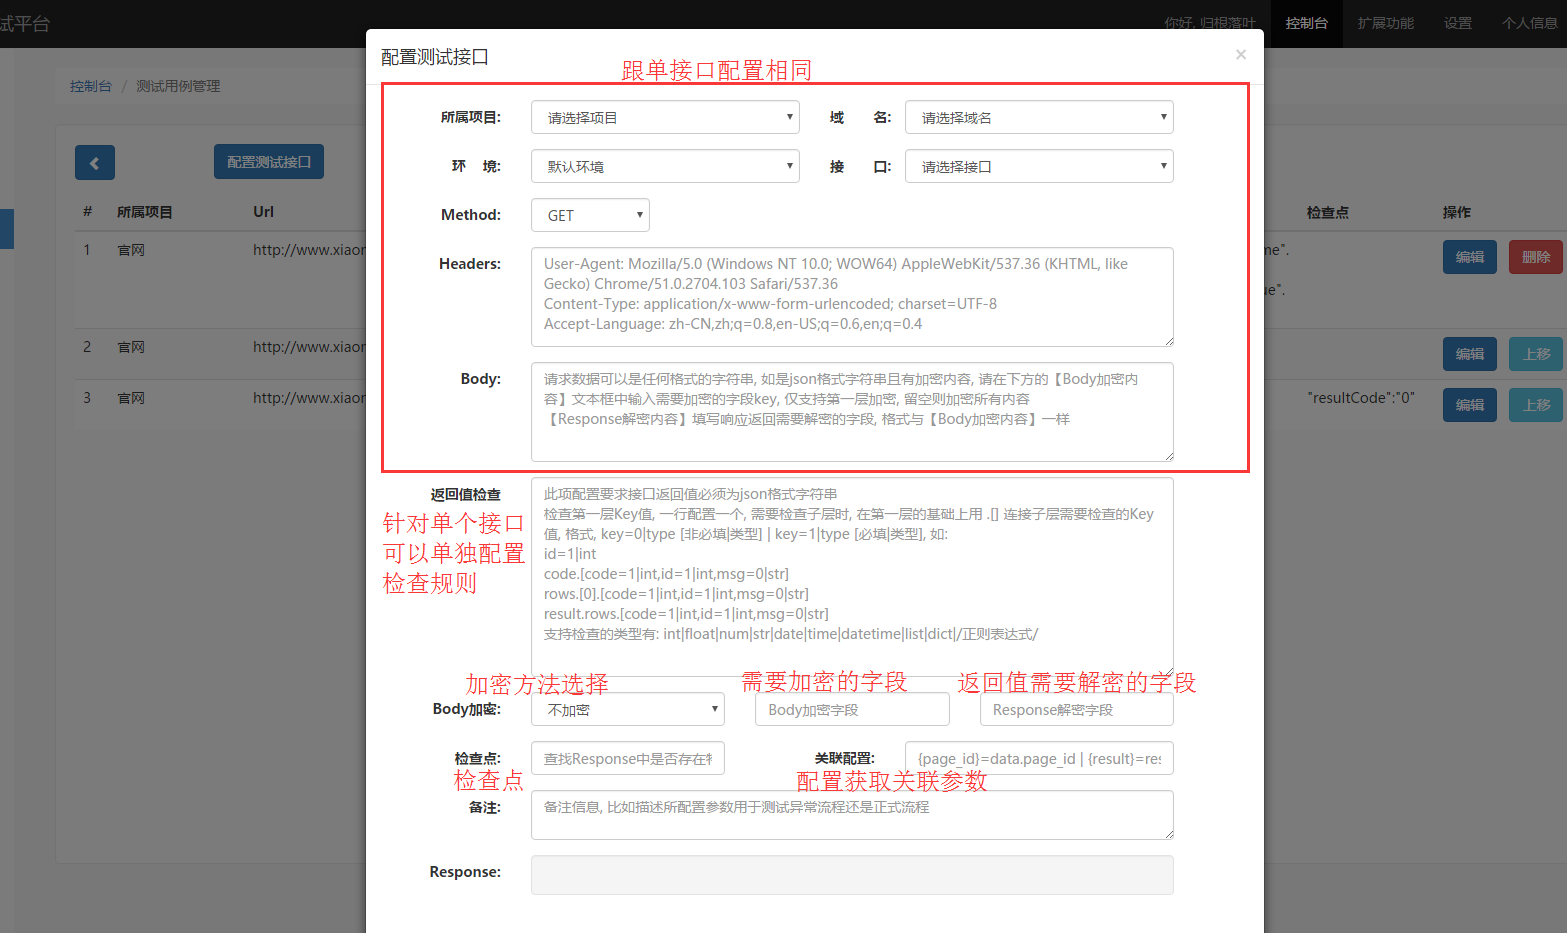 试平台
你好, 归根落叶 控制台 扩展功能 设置 个人信息
配置测试接口 ×
跟单接口配置相同
控制台 / 测试用例管理
所属项目: 请选择项目 域 名: 请选择域名
配置测试接口
环 境: 默认环境 接 口: 请选择接口
# 所属项目 Url 检查点 操作
Method: GET
1 官网 http://www.xiaor me". 编辑 删除
Headers: User-Agent: Mozilla/5.0 (Windows NT 10.0; WOW64) AppleWebKit/537.36 (KHTML, like
Gecko) Chrome/51.0.2704.103 Safari/537.36
ue".
Content-Type: application/x-www-form-urlencoded; charset=UTF-8
Accept-Language: zh-CN,zh;q=0.8,en-US;q=0.6,en;q=0.4
2 官网 http://www.xiaor 编辑 上移
Body: 请求数据可以是任何格式的字符串, 如是json格式字符串且有加密内容, 请在下方的【Body加密内
容】文本框中输入需要加密的字段key, 仅支持第一层加密, 留空则加密所有内容
3 官网 http://www.xiaor "resultCode":"0" 编辑 上移
【Response解密内容】填写响应返回需要解密的字段, 格式与【Body加密内容】一样
返回值检查 此项配置要求接口返回值必须为json格式字符串
检查第一层Key值, 一行配置一个, 需要检查子层时, 在第一层的基础上用 .[] 连接子层需要检查的Key
值, 格式, key=0|type [非必填|类型] | key=1|type [必填|类型], 如:
id=1|int
code.[code=1|int,id=1|int,msg=0|str]
rows.[0].[code=1|int,id=1|int,msg=0|str]
result.rows.[code=1|int,id=1|int,msg=0|str]
支持检查的类型有: int|float|num|str|date|time|datetime|list|dict|/正则表达式/
针对单个接口
可以单独配置
检查规则
加密方法选择 需要加密的字段 返回值需要解密的字段
Body加密: 不加密 Body加密字段 Response解密字段
检查点: 查找Response中是否存在 关联配置: {page_id}=data.page_id | {result}=res
检查点 配置获取关联参数
备注: 备注信息, 比如描述所配置参数用于测试异常流程还是正式流程
Response: